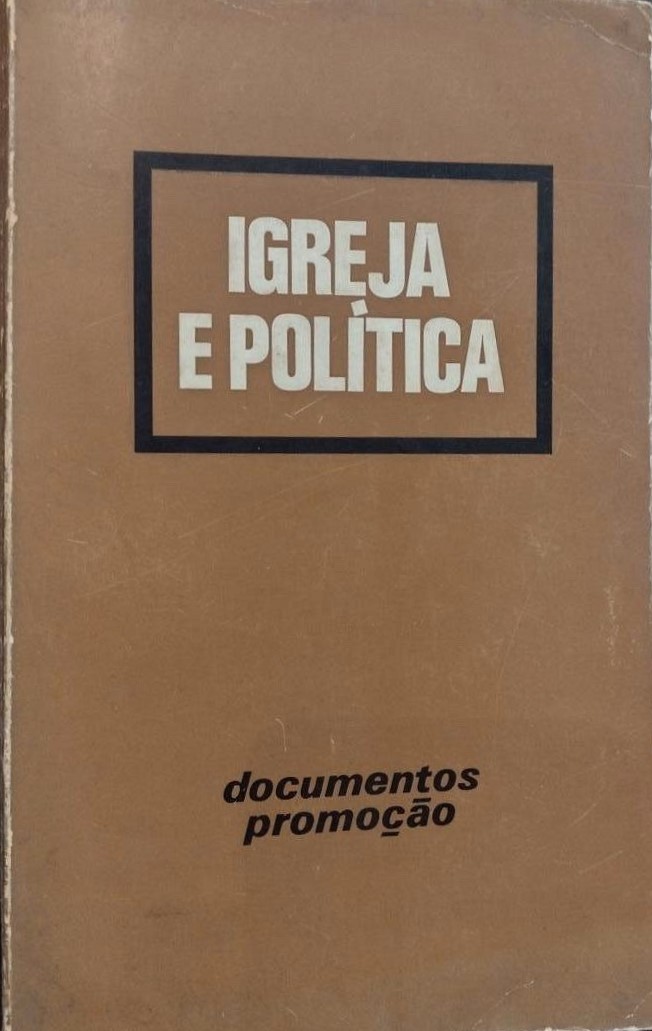 IGREJA
E POLÍTICA
documentos
promoção